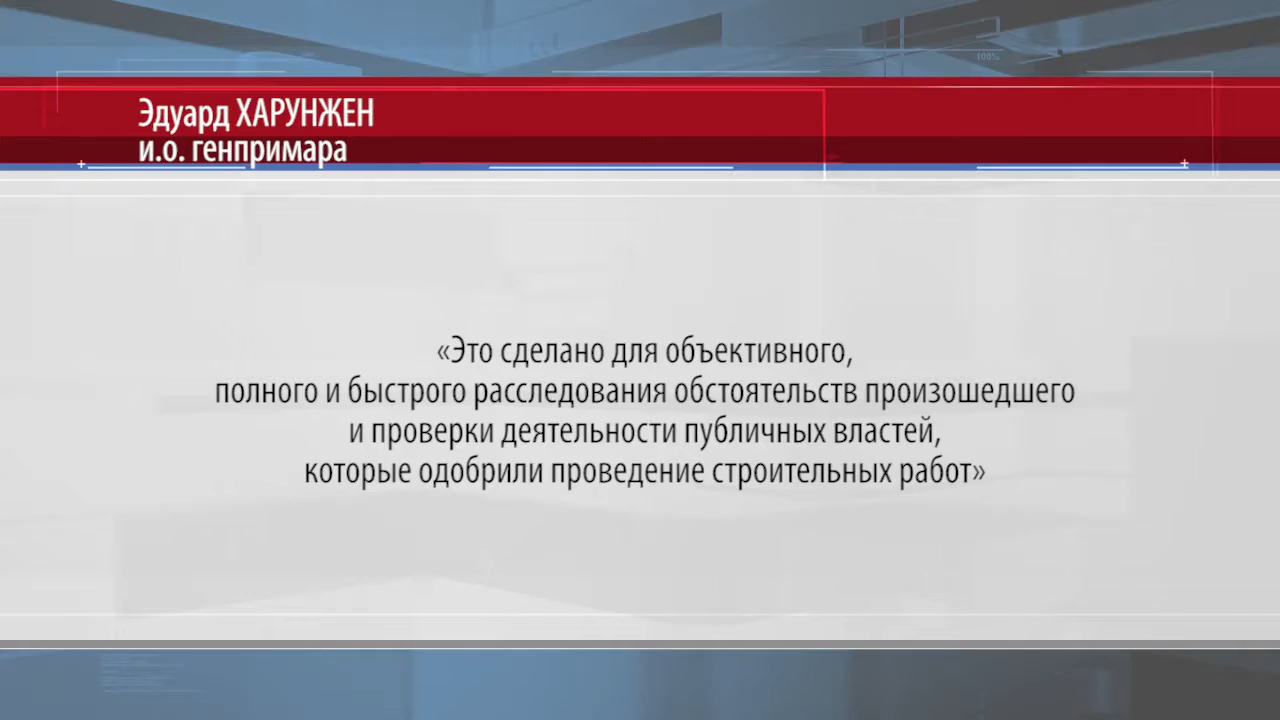 100%
Эдуард ХАРУНЖЕН
и.о. генпримара
«Это сделано для объективного,
полного и быстрого расследования обстоятельств произошедшего
и проверки деятельности публичных властей,
которые одобрили проведение строительных работ»